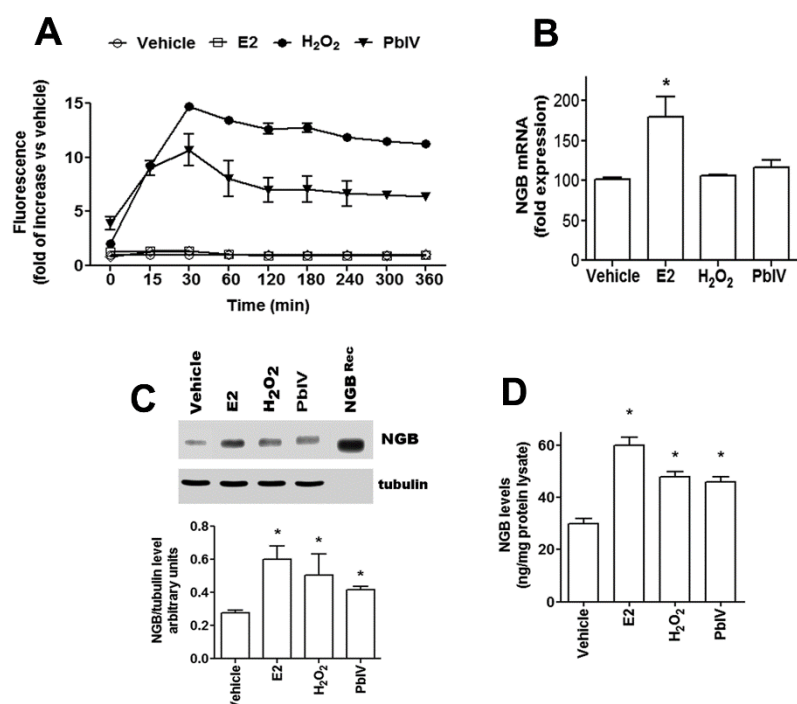 A
Vehicle E2 H2O2 PbIV
Fluorescence
(fold of increase vs vehicle)
15
10
5
0
0 15 30 60 120 180 240 300 360
Time (min)
B
*
NGB mRNA
(fold expression)
200
150
100
50
0
Vehicle E2 H2O2 PbIV
C
Vehicle E2 H2O2 PbIV NGB Rec
NGB
tubulin
NGB/tubulin level
arbitrary units
0.8
0.6
0.4
0.2
0.0
* * *
Vehicle E2 H2O2 PbIV
D
NGB levels
(ng/mg protein lysate)
60
40
20
0
* * *
Vehicle E2 H2O2 PbIV